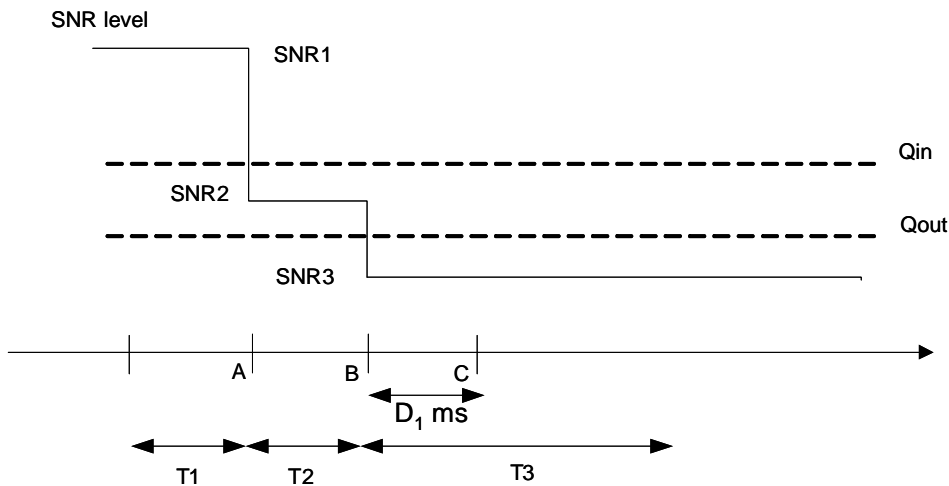 SNR level
SNR1
Qin
SNR2
Qout
SNR3
A
B
C
D₁ ms
T1
T2
T3